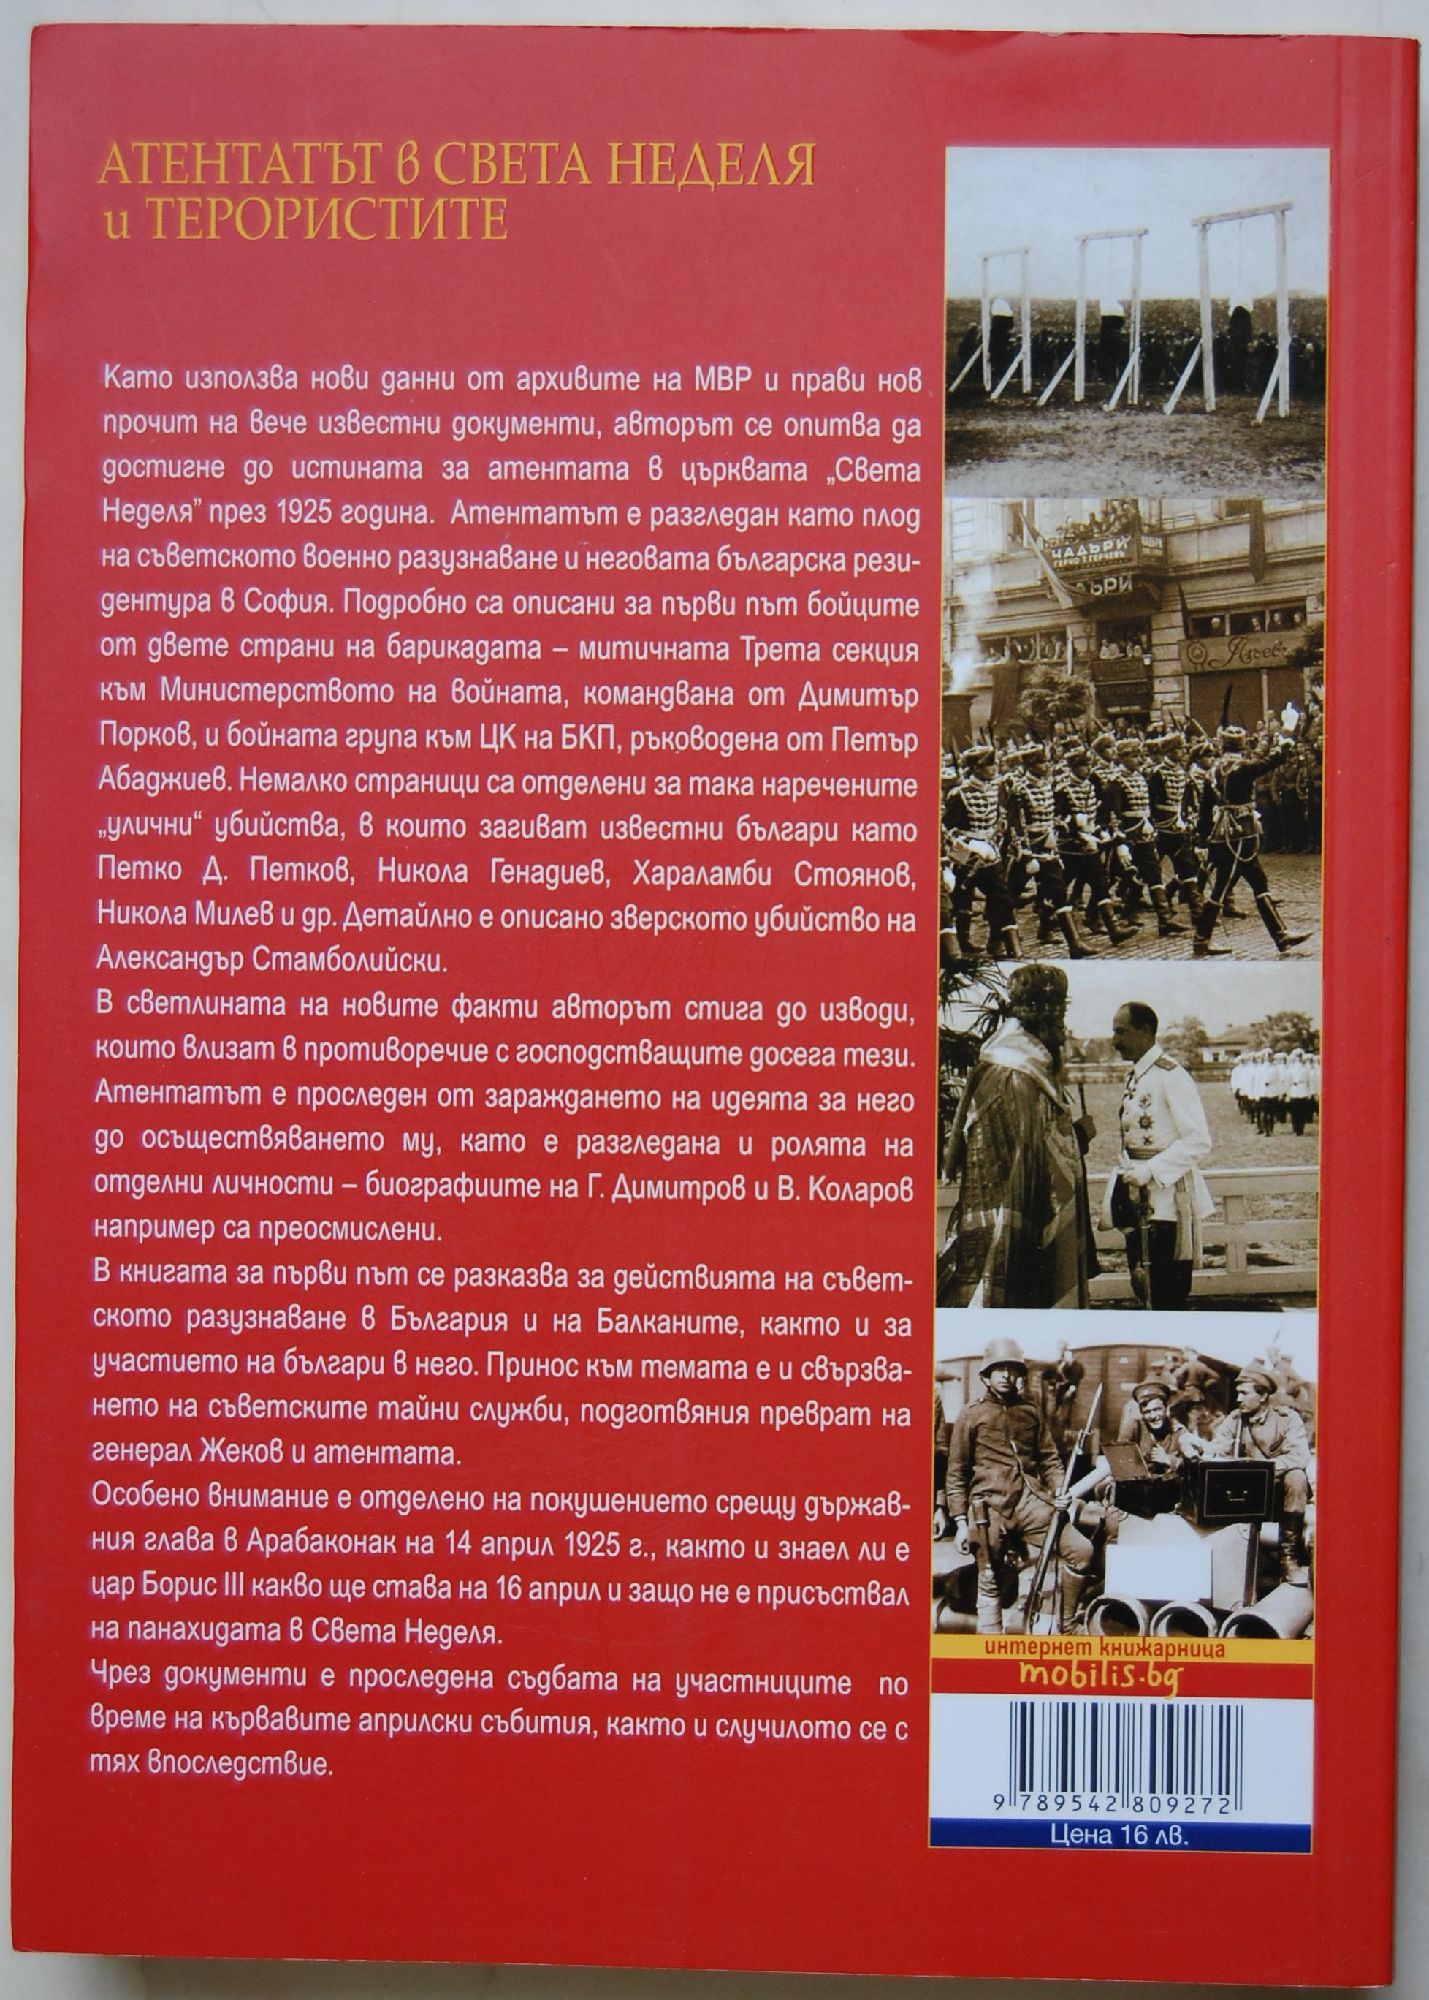 АТЕНТАТЪТ в СВЕТА НЕДЕЛЯ
и ТЕРОРИСТИТЕ
Като използва нови данни от архивите на МВР и прави нов
прочит на вече известни документи, авторът се опитва да
достигне до истината за атентата в църквата „Света
Неделя” през 1925 година. Атентатът е разгледан като плод
на съветското военно разузнаване и неговата българска рези-
дентура в София. Подробно са описани за първи път бойците
от двете страни на барикадата – митичната Трета секция
към Министерството на войната, командвана от Димитър
Порков, и бойната група към ЦК на БКП, ръководена от Петър
Абаджиев. Немалко страници са отделени за така наречените
„улични“ убийства, в които загиват известни българи като
Петко Д. Петков, Никола Генадиев, Хараламби Стоянов,
Никола Милев и др. Детайлно е описано зверското убийство на
Александър Стамболийски.
В светлината на новите факти авторът стига до изводи,
които влизат в противоречие с господстващите досега тези.
Атентатът е проследен от зараждането на идеята за него
до осъществяването му, като е разгледана и ролята на
отделни личности – биографиите на Г. Димитров и В. Коларов
например са преосмислени.
В книгата за първи път се разказва за действията на съвет-
ското разузнаване в България и на Балканите, както и за
участието на българи в него. Принос към темата е и свързва-
нето на съветските тайни служби, подготвяния преврат на
генерал Жеков и атентата.
Особено внимание е отделено на покушението срещу държав-
ния глава в Арабаконак на 14 април 1925 г., както и знаел ли е
цар Борис III какво ще става на 16 април и защо не е присъствал
на панахидата в Света Неделя.
Чрез документи е проследена съдбата на участниците по
време на кървавите априлски събития, както и случилото се с
тях впоследствие.
ЧАДЪРИ
ЪРИ
интернет книжарница
mobilis.bg
9 789542 809272
Цена 16 лв.